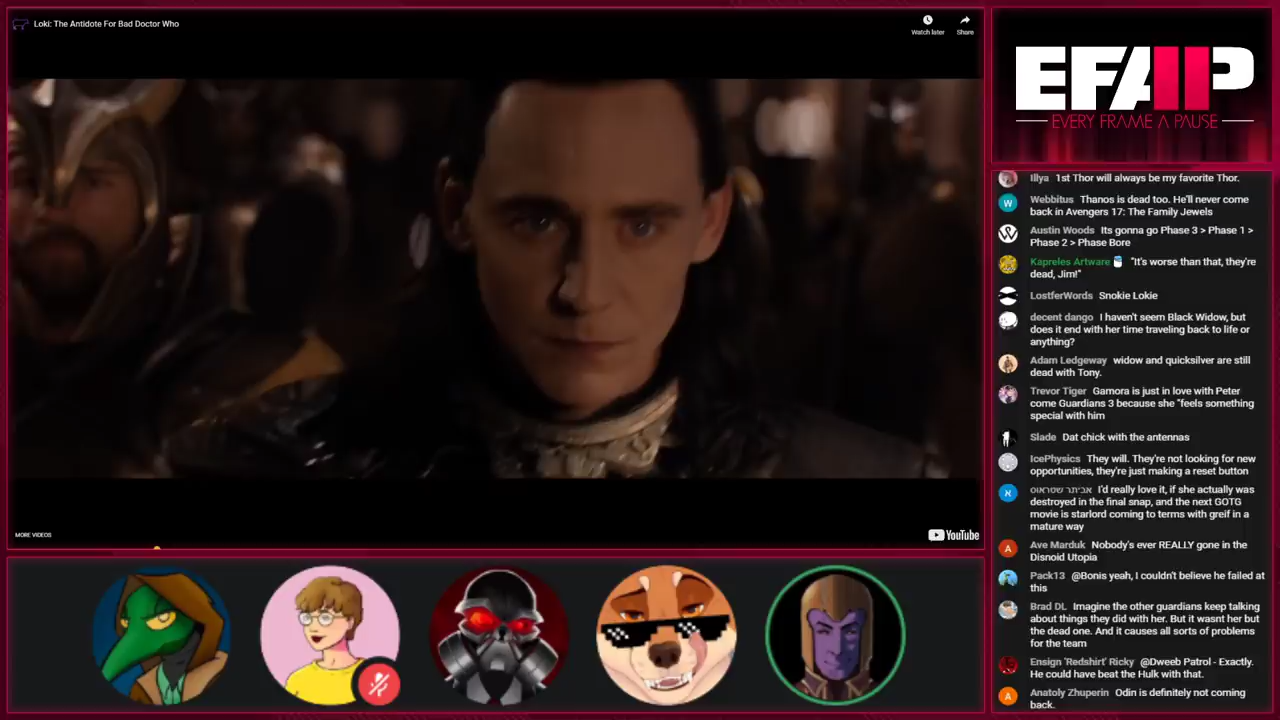 Loki: The Antidote For Bad Doctor Who
Watch later
Share
MORE VIDEOS
YouTube
EFAP
EVERY FRAME A PAUSE
Illya 1st Thor will always be my favorite Thor.
Webbitus Thanos is dead too. He'll never come
back in Avengers 17: The Family Jewels
Austin Woods Its gonna go Phase 3 > Phase 1 >
Phase 2 > Phase Bore
Kapreles Artware "It's worse than that, they're
dead, Jim!"
LostferWords Snokie Lokie
decent dango I haven't seem Black Widow, but
does it end with her time traveling back to life or
anything?
Adam Ledgeway widow and quicksilver are still
dead with Tony.
Trevor Tiger Gamora is just in love with Peter
come Guardians 3 because she "feels something
special with him
Slade Dat chick with the antennas
IcePhysics They will. They're not looking for new
opportunities, they're just making a reset button
אביתר שטראוס I'd really love it, if she actually was
destroyed in the final snap, and the next GOTG
movie is starlord coming to terms with greif in a
mature way
Ave Marduk Nobody's ever REALLY gone in the
Disnoid Utopia
Pack13 @Bonis yeah, I couldn't believe he failed at
this
Brad DL Imagine the other guardians keep talking
about things they did with her. But it wasnt her but
the dead one. And it causes all sorts of problems
for the team
Ensign 'Redshirt' Ricky @Dweeb Patrol - Exactly.
He could have beat the Hulk with that.
Anatoly Zhuperin Odin is definitely not coming
back.